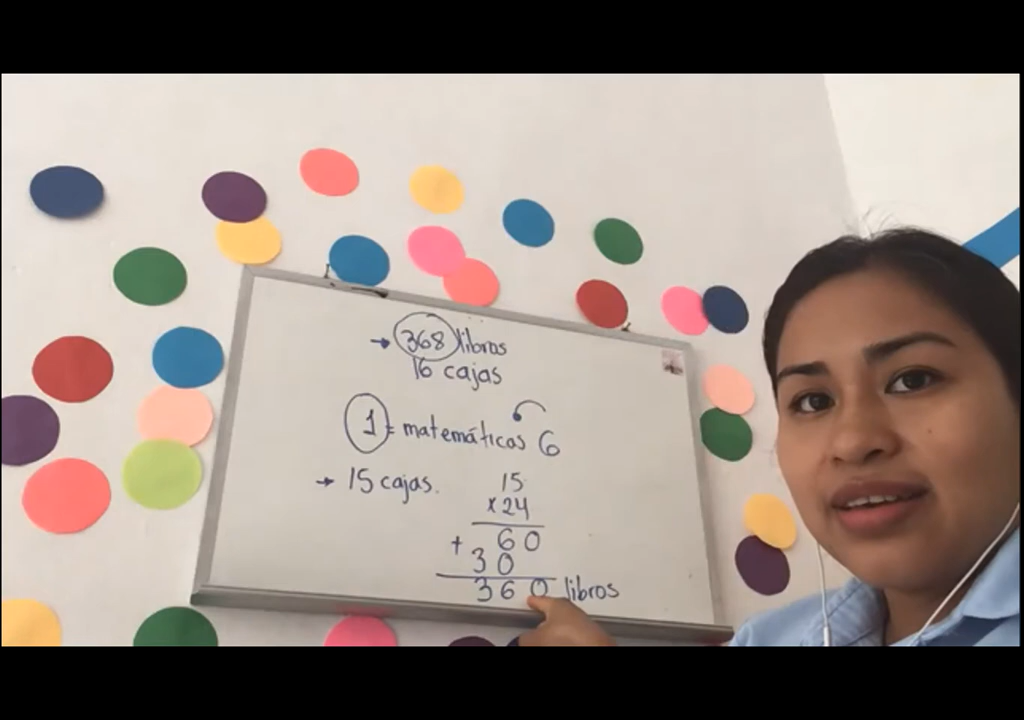 → 368 libros
16 cajas
1 = matemáticas 6
→ 15 cajas.
15
x24
60
+ 30
360 libros